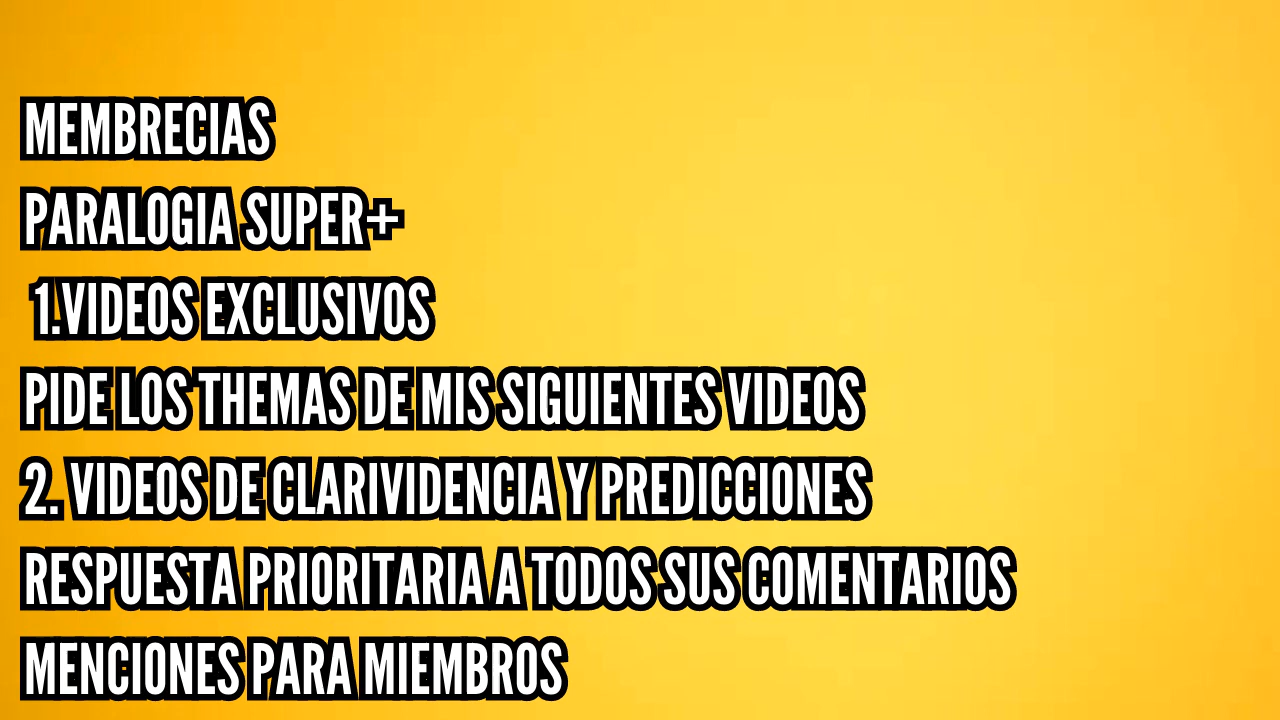 MEMBRECIAS
PARALOGIA SUPER+
1.VIDEOS EXCLUSIVOS
PIDE LOS THEMAS DE MIS SIGUIENTES VIDEOS
2. VIDEOS DE CLARIVIDENCIA Y PREDICCIONES
RESPUESTA PRIORITARIA A TODOS SUS COMENTARIOS
MENCIONES PARA MIEMBROS